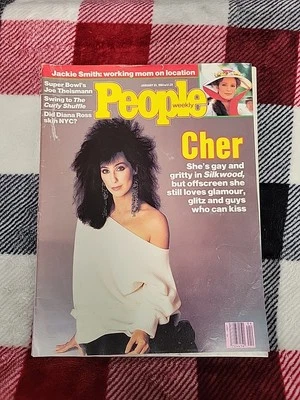 Jackie Smith: working mom on location
Super Bowl's
Joe Theismann
Swing to The
Curly Shuffle
Did Diana Ross
skin NYC?
People
weekly
Cher
She's gay and
gritty in Silkwood,
but offscreen she
still loves glamour,
glitz and guys
who can kiss